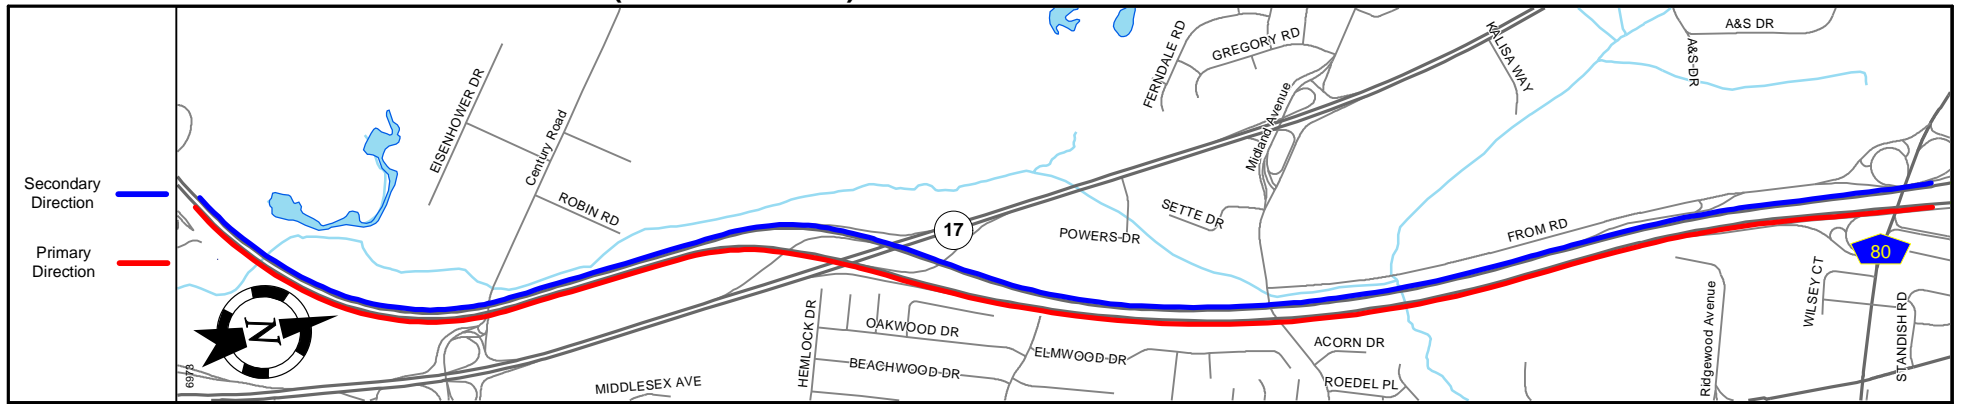 Secondary
Direction
Primary
Direction
EISENHOWER DR
Century Road
ROBIN RD
17
POWERS DR
SETTE DR
FERNDALE RD
GREGORY RD
Midland Avenue
KALISA WAY
A&S DR
A&S DR
FROM RD
80
WILSEY CT
STANDISH RD
Ridgewood Avenue
ACORN DR
ROEDEL PL
ELMWOOD DR
OAKWOOD DR
BEACHWOOD DR
HEMLOCK DR
MIDDLESEX AVE
N
6973